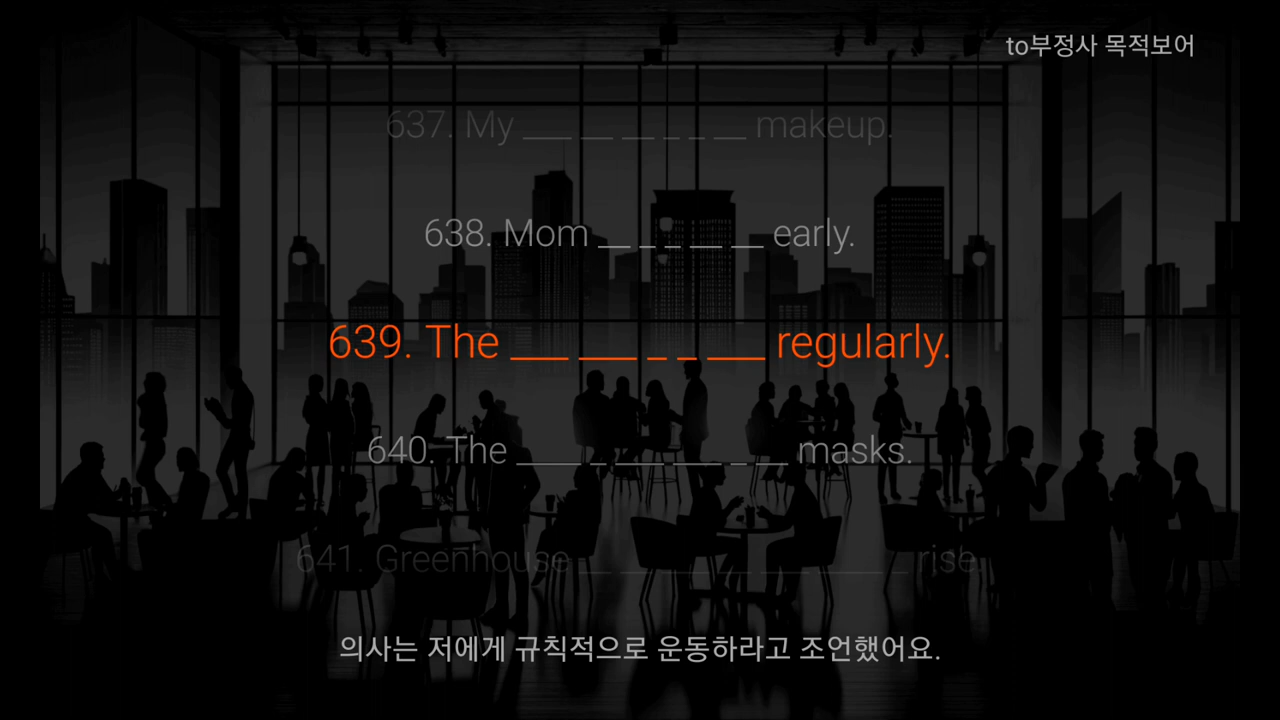 to부정사 목적보어
637. My ___ __ __ _ _ __ makeup.
638. Mom __ _ _ __ __ early.
639. The ___ ___ _ _ ___ regularly.
640. The ___ _ ___ ___ _ __ masks.
641. Greenhouse rise.
의사는 저에게 규칙적으로 운동하라고 조언했어요.